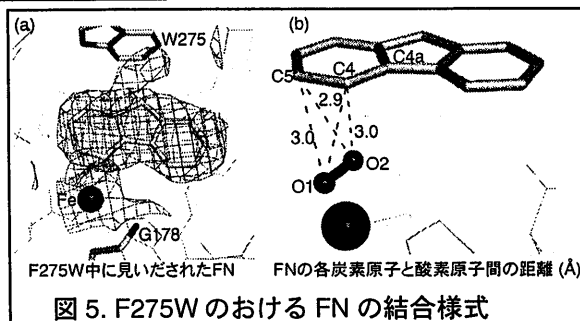 (a)
W275
Fe
G178
F275W中に見いだされたFN
(b)
C5
C4
C4a
2.9
3.0
3.0
O1
O2
FNの各炭素原子と酸素原子間の距離 (Å)
図 5. F275W のおける FN の結合様式